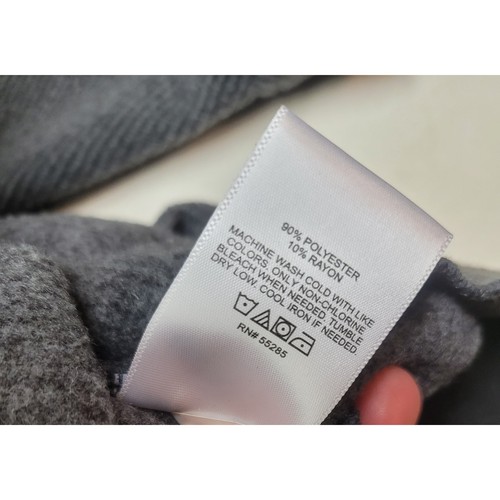 90% POLYESTER
10% RAYON
MACHINE WASH COLD WITH LIKE
COLORS. ONLY NON-CHLORINE
BLEACH WHEN NEEDED. TUMBLE
DRY LOW. COOL IRON IF NEEDED.
RN# 55285